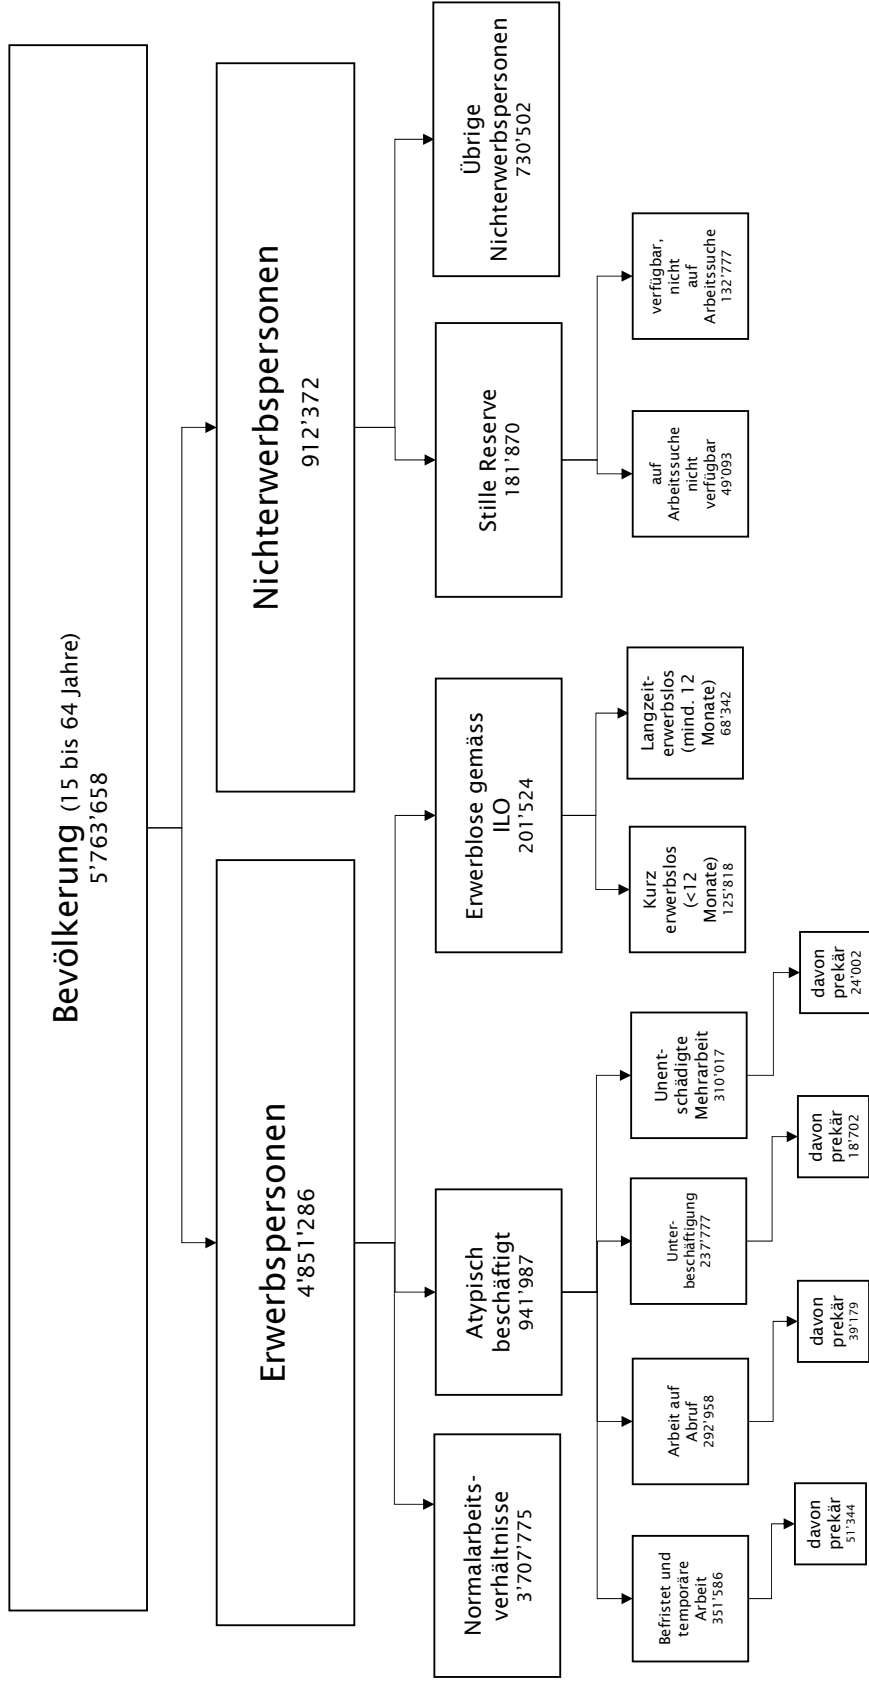 Bevölkerung (15 bis 64 Jahre)
5’763’658
Erwerbspersonen
4’851’286
Nichterwerbspersonen
912’372
Normalarbeits-
verhältnisse
3’707’775
Atypisch
beschäftigt
941’987
Erwerblose gemäss
ILO
201’524
Stille Reserve
181’870
Übrige
Nichterwerbspersonen
730’502
Befristet und
temporäre
Arbeit
351’586
Arbeit auf
Abruf
292’958
Unter-
beschäftigung
237’777
Unent-
schädigte
Mehrarbeit
310’017
Kurz
erwerbslos
(<12
Monate)
125’818
Langzeit-
erwerbslos
(mind. 12
Monate)
68’342
auf
Arbeitssuche
nicht
verfügbar
49’093
verfügbar,
nicht
auf
Arbeitssuche
132’777
davon
prekär
51’344
davon
prekär
39’179
davon
prekär
18’702
davon
prekär
24’002